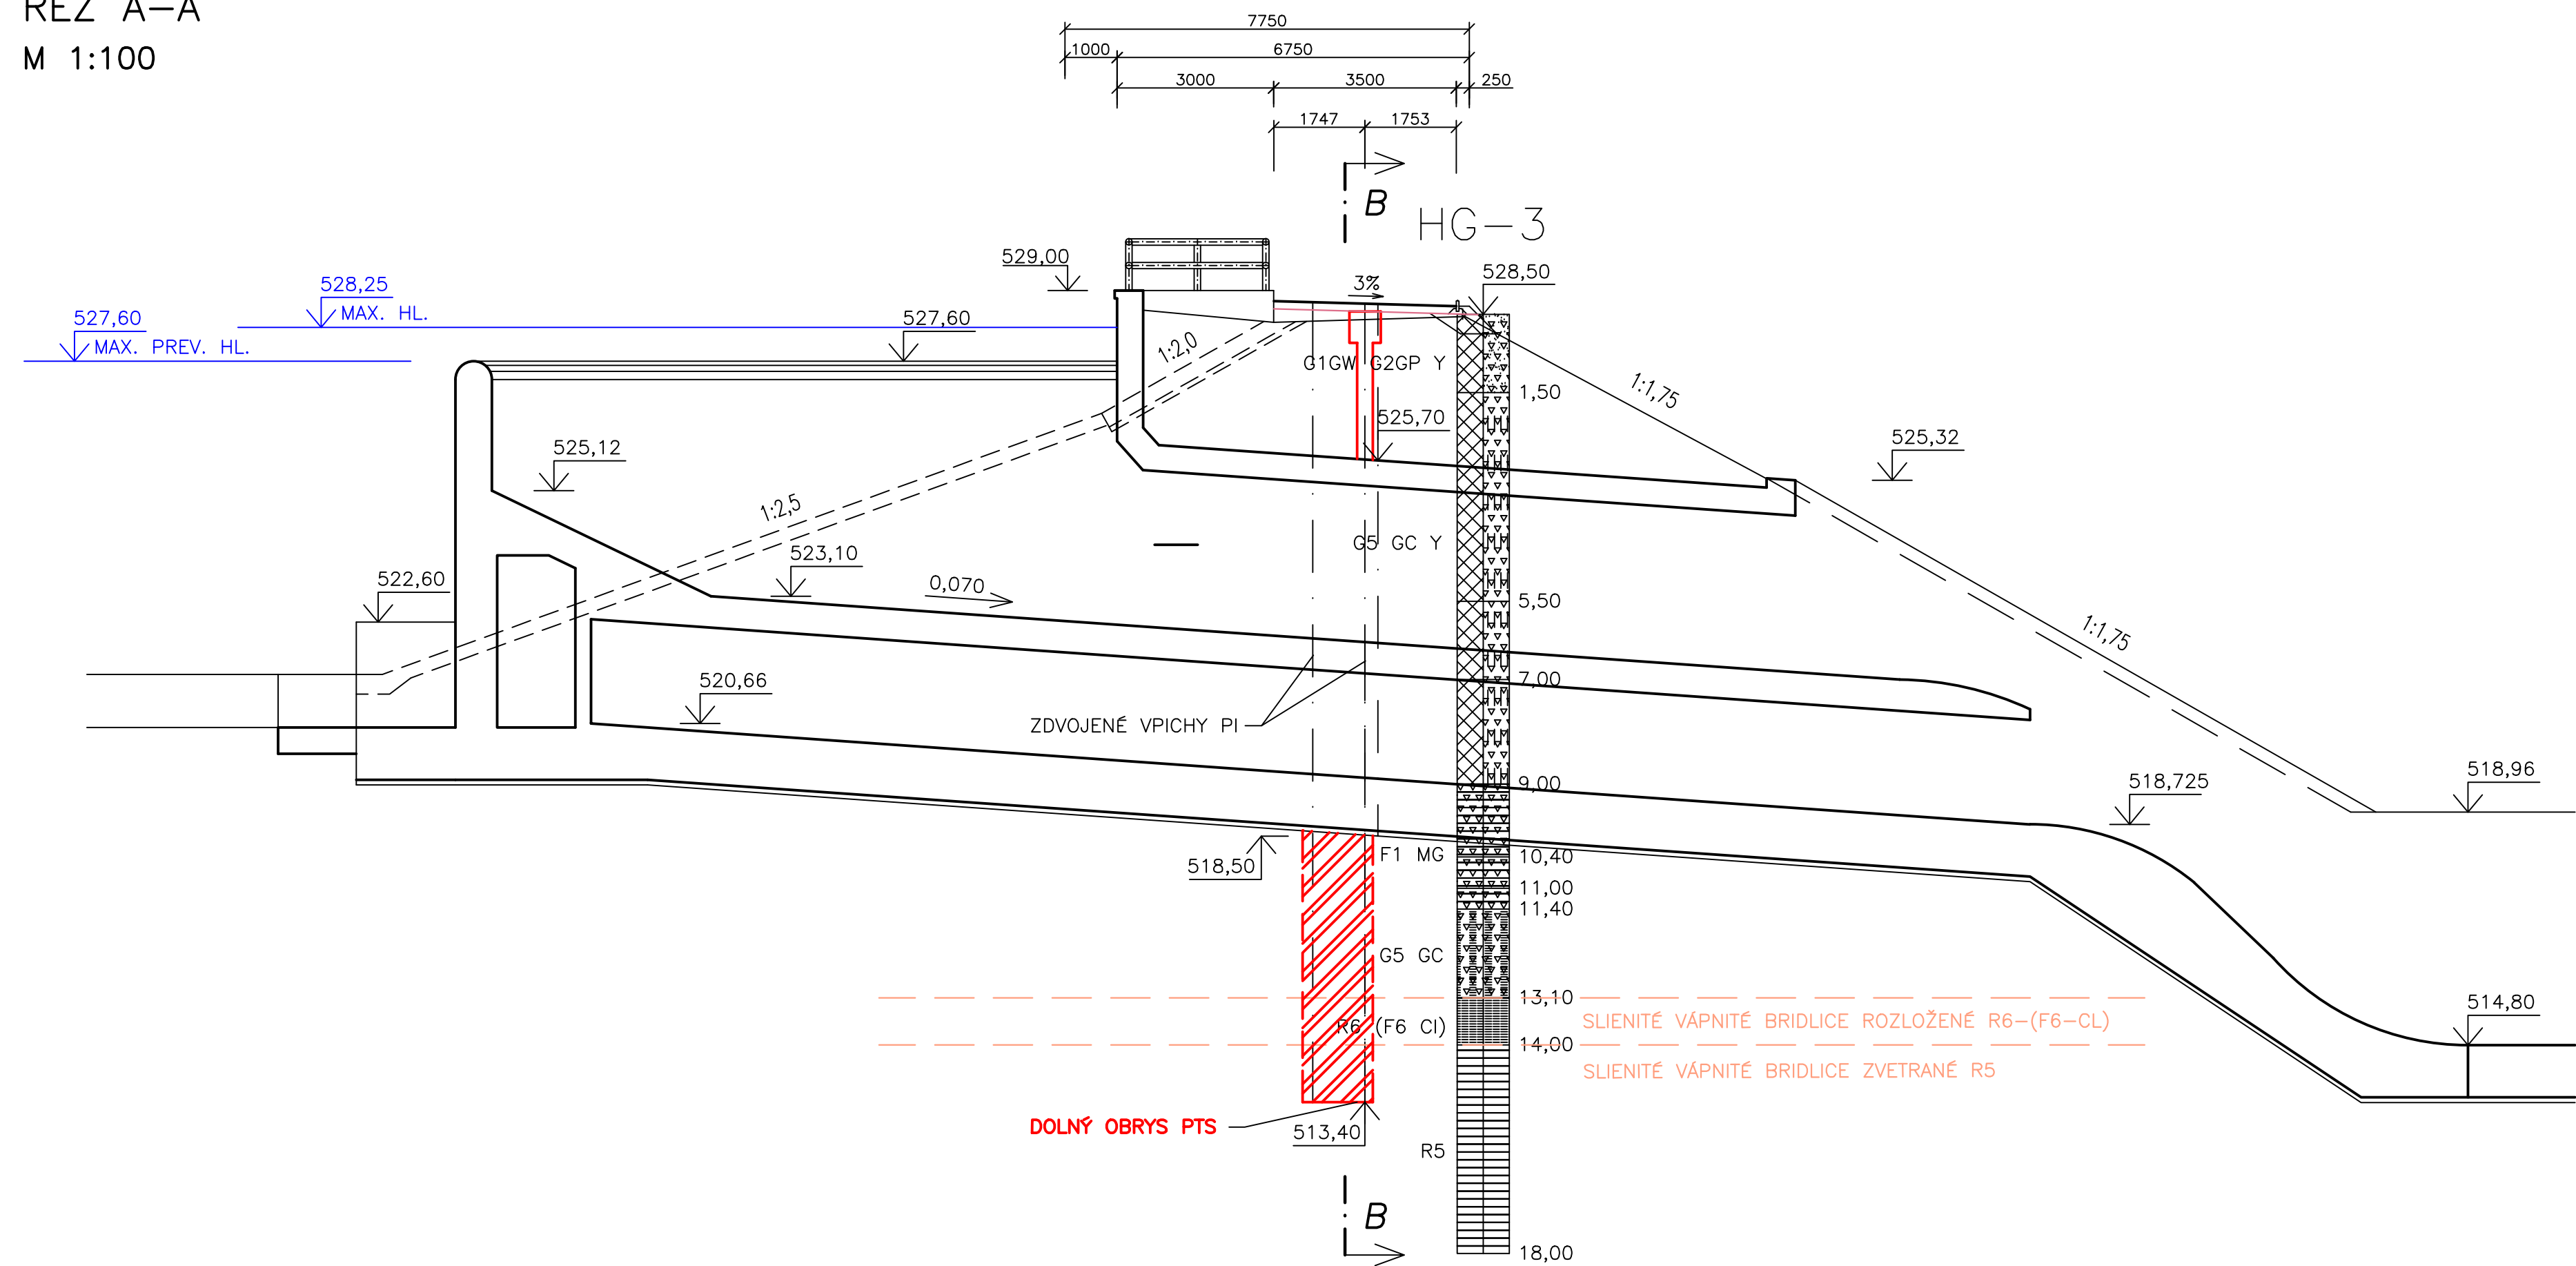 REZ A-A
M 1:100
7750
1000
6750
3000
3500
250
1747
1753
B
HG-3
529,00
3%
528,50
528,25
MAX. HL.
527,60
MAX. PREV. HL.
527,60
1:2,0
G1GW G2GP Y
1,50
1:1,75
525,70
525,32
525,12
1:2,5
G5 GC Y
523,10
0,070
522,60
5,50
1:1,75
520,66
7,00
ZDVOJENÉ VPICHY PI
9,00
518,725
518,96
518,50
F1 MG
10,40
11,00
11,40
G5 GC
13,10
514,80
R6 (F6 CI)
SLIENITÉ VÁPNITÉ BRIDLICE ROZLOŽENÉ R6-(F6-CL)
14,00
SLIENITÉ VÁPNITÉ BRIDLICE ZVETRANÉ R5
DOLNÝ OBRYS PTS
513,40
R5
B
18,00